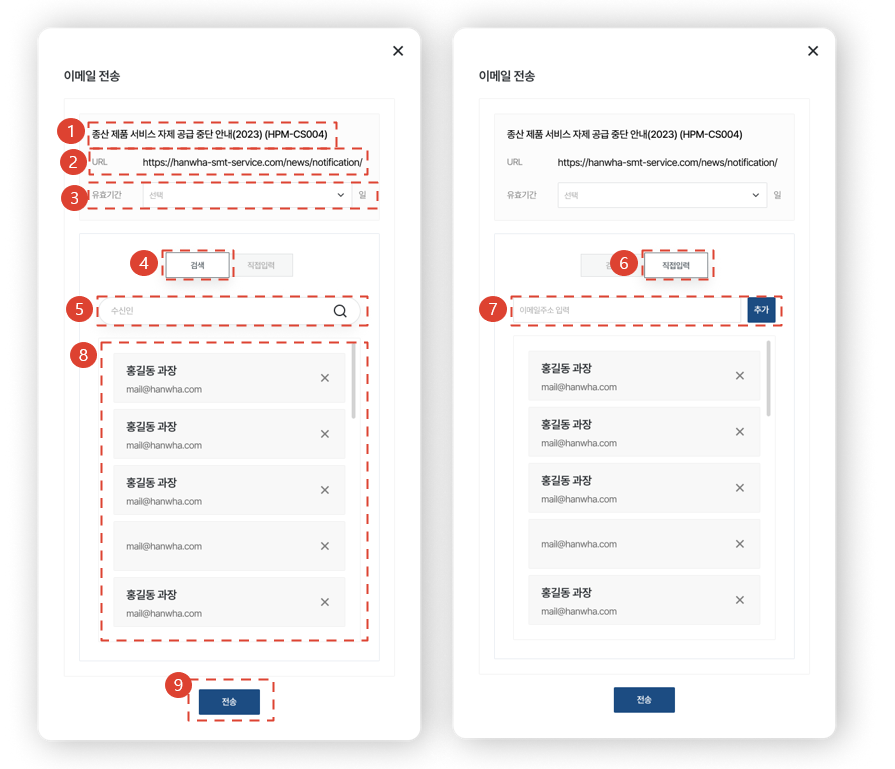 이메일 전송
1 종산 제품 서비스 자제 공급 중단 안내(2023) (HPM-CS004)
2 URL https://hanwha-smt-service.com/news/notification/
3 유효기간 선택 일
4 검색 직접입력
5 수신인
8
홍길동 과장
mail@hanwha.com
홍길동 과장
mail@hanwha.com
홍길동 과장
mail@hanwha.com
mail@hanwha.com
홍길동 과장
mail@hanwha.com
9
전송
이메일 전송
종산 제품 서비스 자제 공급 중단 안내(2023) (HPM-CS004)
URL https://hanwha-smt-service.com/news/notification/
유효기간 선택 일
6 직접입력
7 이메일주소 입력 추가
홍길동 과장
mail@hanwha.com
홍길동 과장
mail@hanwha.com
홍길동 과장
mail@hanwha.com
mail@hanwha.com
홍길동 과장
mail@hanwha.com
전송